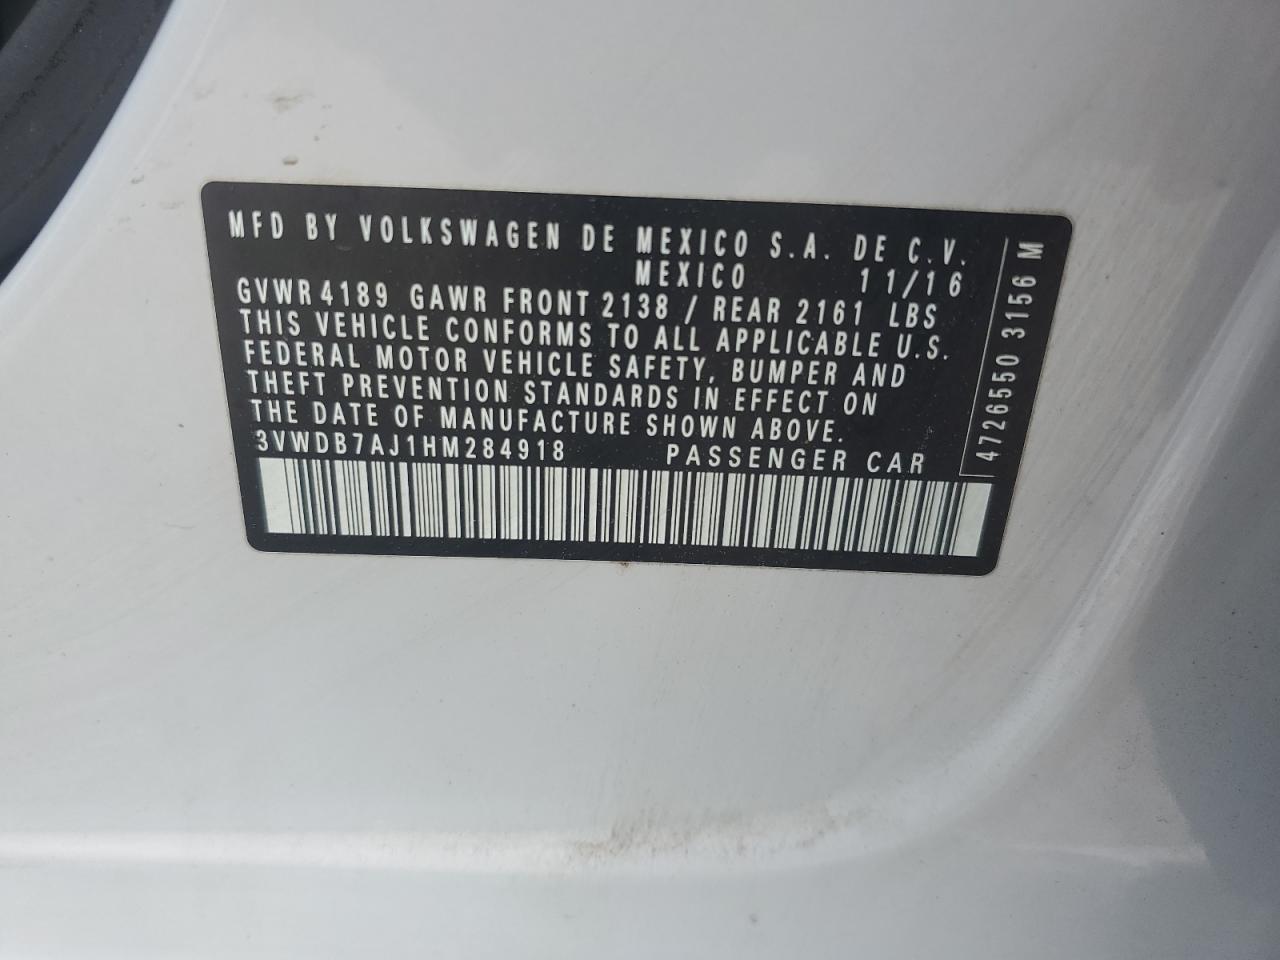 MFD BY VOLKSWAGEN DE MEXICO S.A. DE C.V.
MEXICO 11/16
GVWR 4189 GAWR FRONT 2138 / REAR 2161 LBS
THIS VEHICLE CONFORMS TO ALL APPLICABLE U.S.
FEDERAL MOTOR VEHICLE SAFETY, BUMPER AND
THEFT PREVENTION STANDARDS IN EFFECT ON
THE DATE OF MANUFACTURE SHOWN ABOVE.
3VWDB7AJ1HM284918 PASSENGER CAR
4726550 3156 M